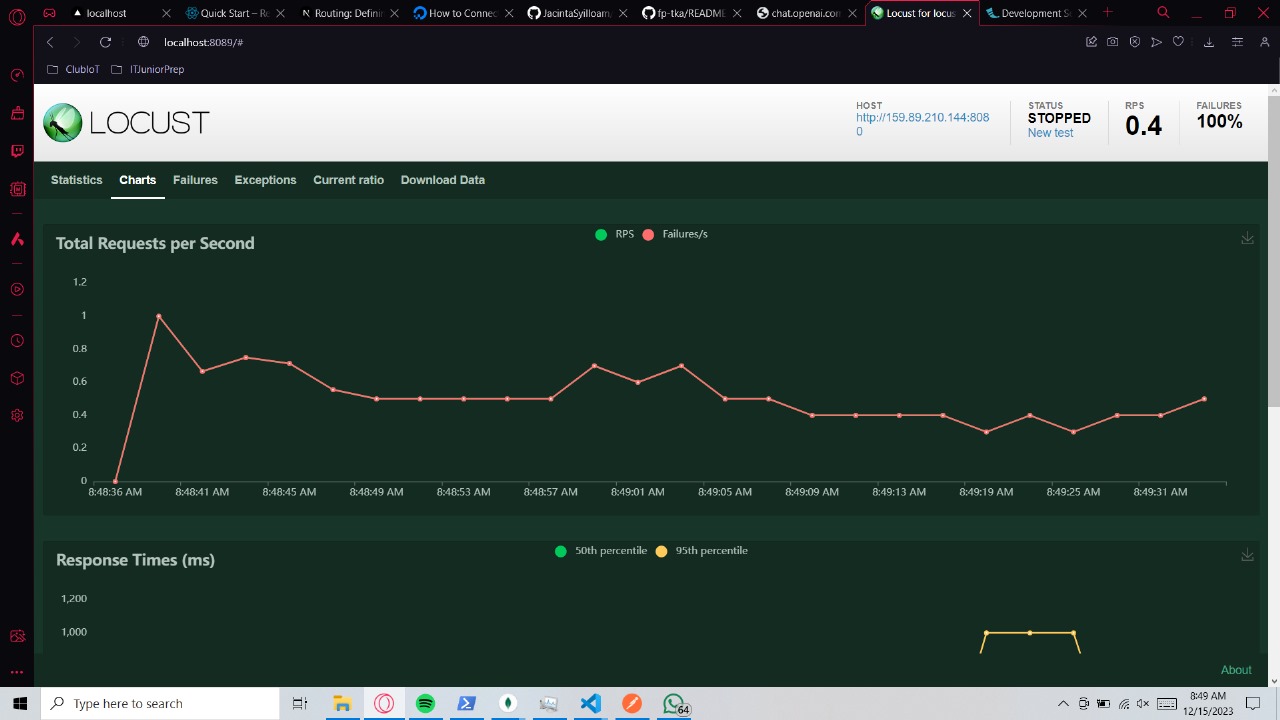 localhost
Quick Start – Re
Routing: Definir
How to Connec
JacintaSyilloam
fp-tka/README
chat.openai.con
Locust for locus
Development Se
localhost:8089/#
ClubIoT
ITJuniorPrep
LOCUST
HOST
http://159.89.210.144:808
0
STATUS
STOPPED
New test
RPS
0.4
FAILURES
100%
Statistics
Charts
Failures
Exceptions
Current ratio
Download Data
Total Requests per Second
RPS
Failures/s
1.2
1
0.8
0.6
0.4
0.2
0
8:48:36 AM
8:48:41 AM
8:48:45 AM
8:48:49 AM
8:48:53 AM
8:48:57 AM
8:49:01 AM
8:49:05 AM
8:49:09 AM
8:49:13 AM
8:49:19 AM
8:49:25 AM
8:49:31 AM
Response Times (ms)
50th percentile
95th percentile
1,200
1,000
About
Type here to search
64
8:49 AM
12/15/2023